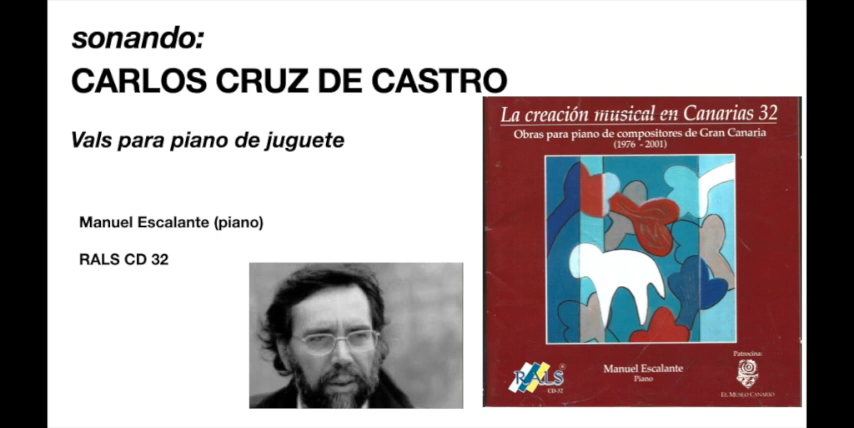 sonando:
CARLOS CRUZ DE CASTRO
Vals para piano de juguete
Manuel Escalante (piano)
RALS CD 32
La creación musical en Canarias 32
Obras para piano de compositores de Gran Canaria
(1976 - 2001)
Manuel Escalante
Piano
RALS
CD-32
Patrocina:
EL MUSEO CANARIO